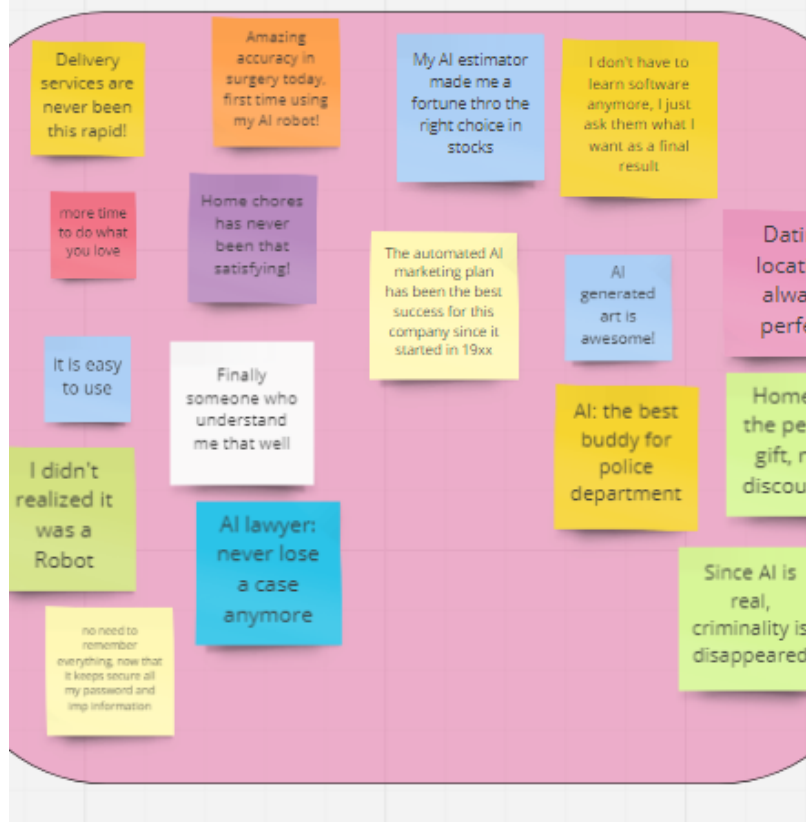 Delivery
services are
never been
this rapid!
Amazing
accuracy in
surgery today,
first time using
my AI robot!
My AI estimator
made me a
fortune thro the
right choice in
stocks
I don't have to
learn software
anymore, I just
ask them what I
want as a final
result
more time
to do what
you love
Home chores
has never
been that
satisfying!
The automated AI
marketing plan
has been the best
success for this
company since it
started in 19xx
AI
generated
art is
awesome!
It is easy
to use
Finally
someone who
understand
me that well
AI: the best
buddy for
police
department
Home
the
gift,
I didn't
realized it
was a
Robot
AI lawyer:
never lose
a case
anymore
Since AI is
real,
criminality is
disappeared
no need to
remember
everything, now that
it keeps secure all
my password and
imp information